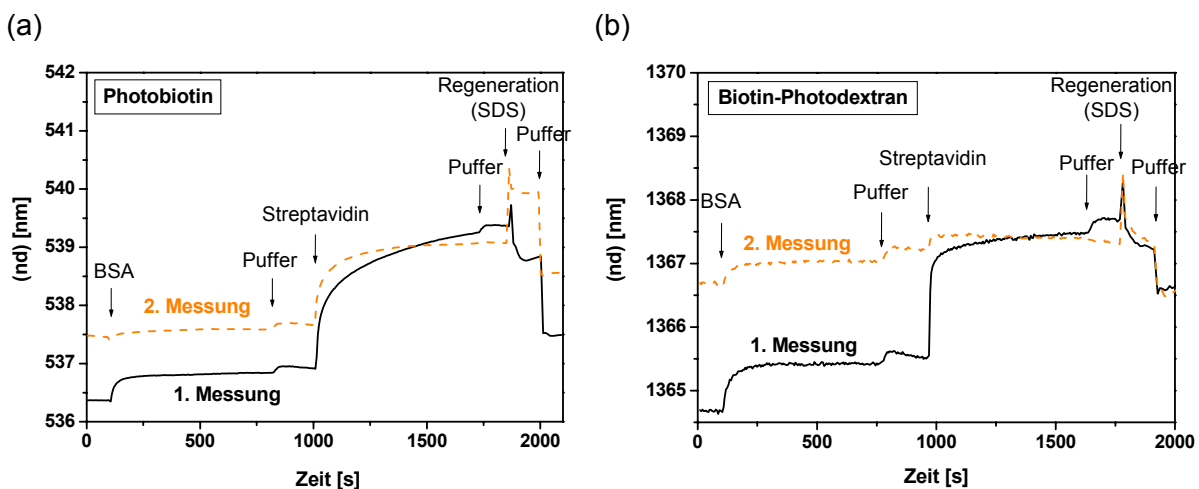 (a)
542
541
540
539
538
537
536
(nd) [nm]
Photobiotin
BSA
Puffer
Streptavidin
Puffer
Regeneration
(SDS)
Puffer
2. Messung
1. Messung
0
500
1000
1500
2000
Zeit [s]
(b)
1370
1369
1368
1367
1366
1365
(nd) [nm]
Biotin-Photodextran
BSA
Puffer
Streptavidin
Puffer
Regeneration
(SDS)
Puffer
2. Messung
1. Messung
0
500
1000
1500
2000
Zeit [s]